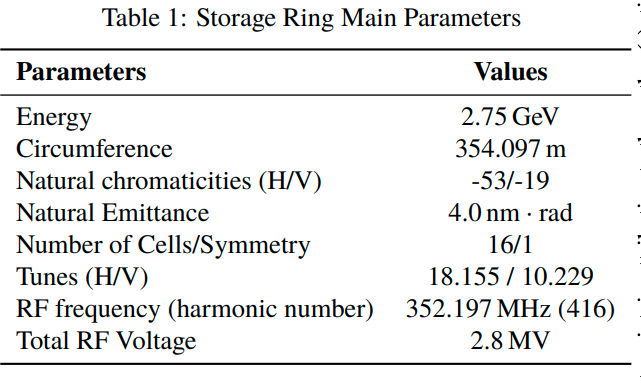 Table 1: Storage Ring Main Parameters
Parameters Values
Energy 2.75 GeV
Circumference 354.097 m
Natural chromaticities (H/V) -53/-19
Natural Emittance 4.0 nm · rad
Number of Cells/Symmetry 16/1
Tunes (H/V) 18.155 / 10.229
RF frequency (harmonic number) 352.197 MHz (416)
Total RF Voltage 2.8 MV